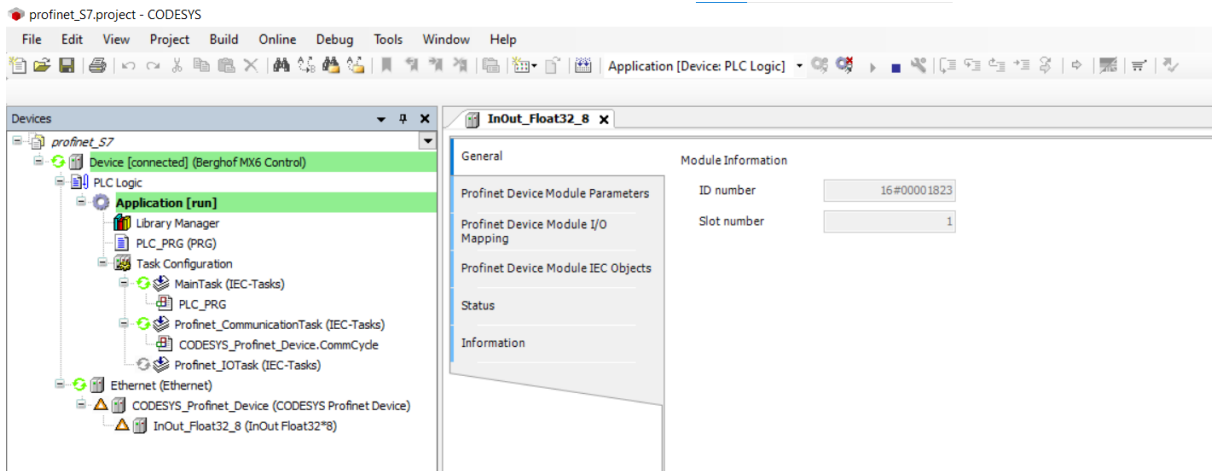 profinet_S7.project - CODESYS
File Edit View Project Build Online Debug Tools Window Help
Application [Device: PLC Logic]
Devices
InOut_Float32_8
profinet_S7
Device [connected] (Berghof MX6 Control)
PLC Logic
Application [run]
Library Manager
PLC_PRG (PRG)
Task Configuration
MainTask (IEC-Tasks)
PLC_PRG
Profinet_CommunicationTask (IEC-Tasks)
CODESYS_Profinet_Device.CommCycle
Profinet_IOTask (IEC-Tasks)
Ethernet (Ethernet)
CODESYS_Profinet_Device (CODESYS Profinet Device)
InOut_Float32_8 (InOut Float32*8)
General
Profinet Device Module Parameters
Profinet Device Module I/O
Mapping
Profinet Device Module IEC Objects
Status
Information
Module Information
ID number 16#00001823
Slot number 1